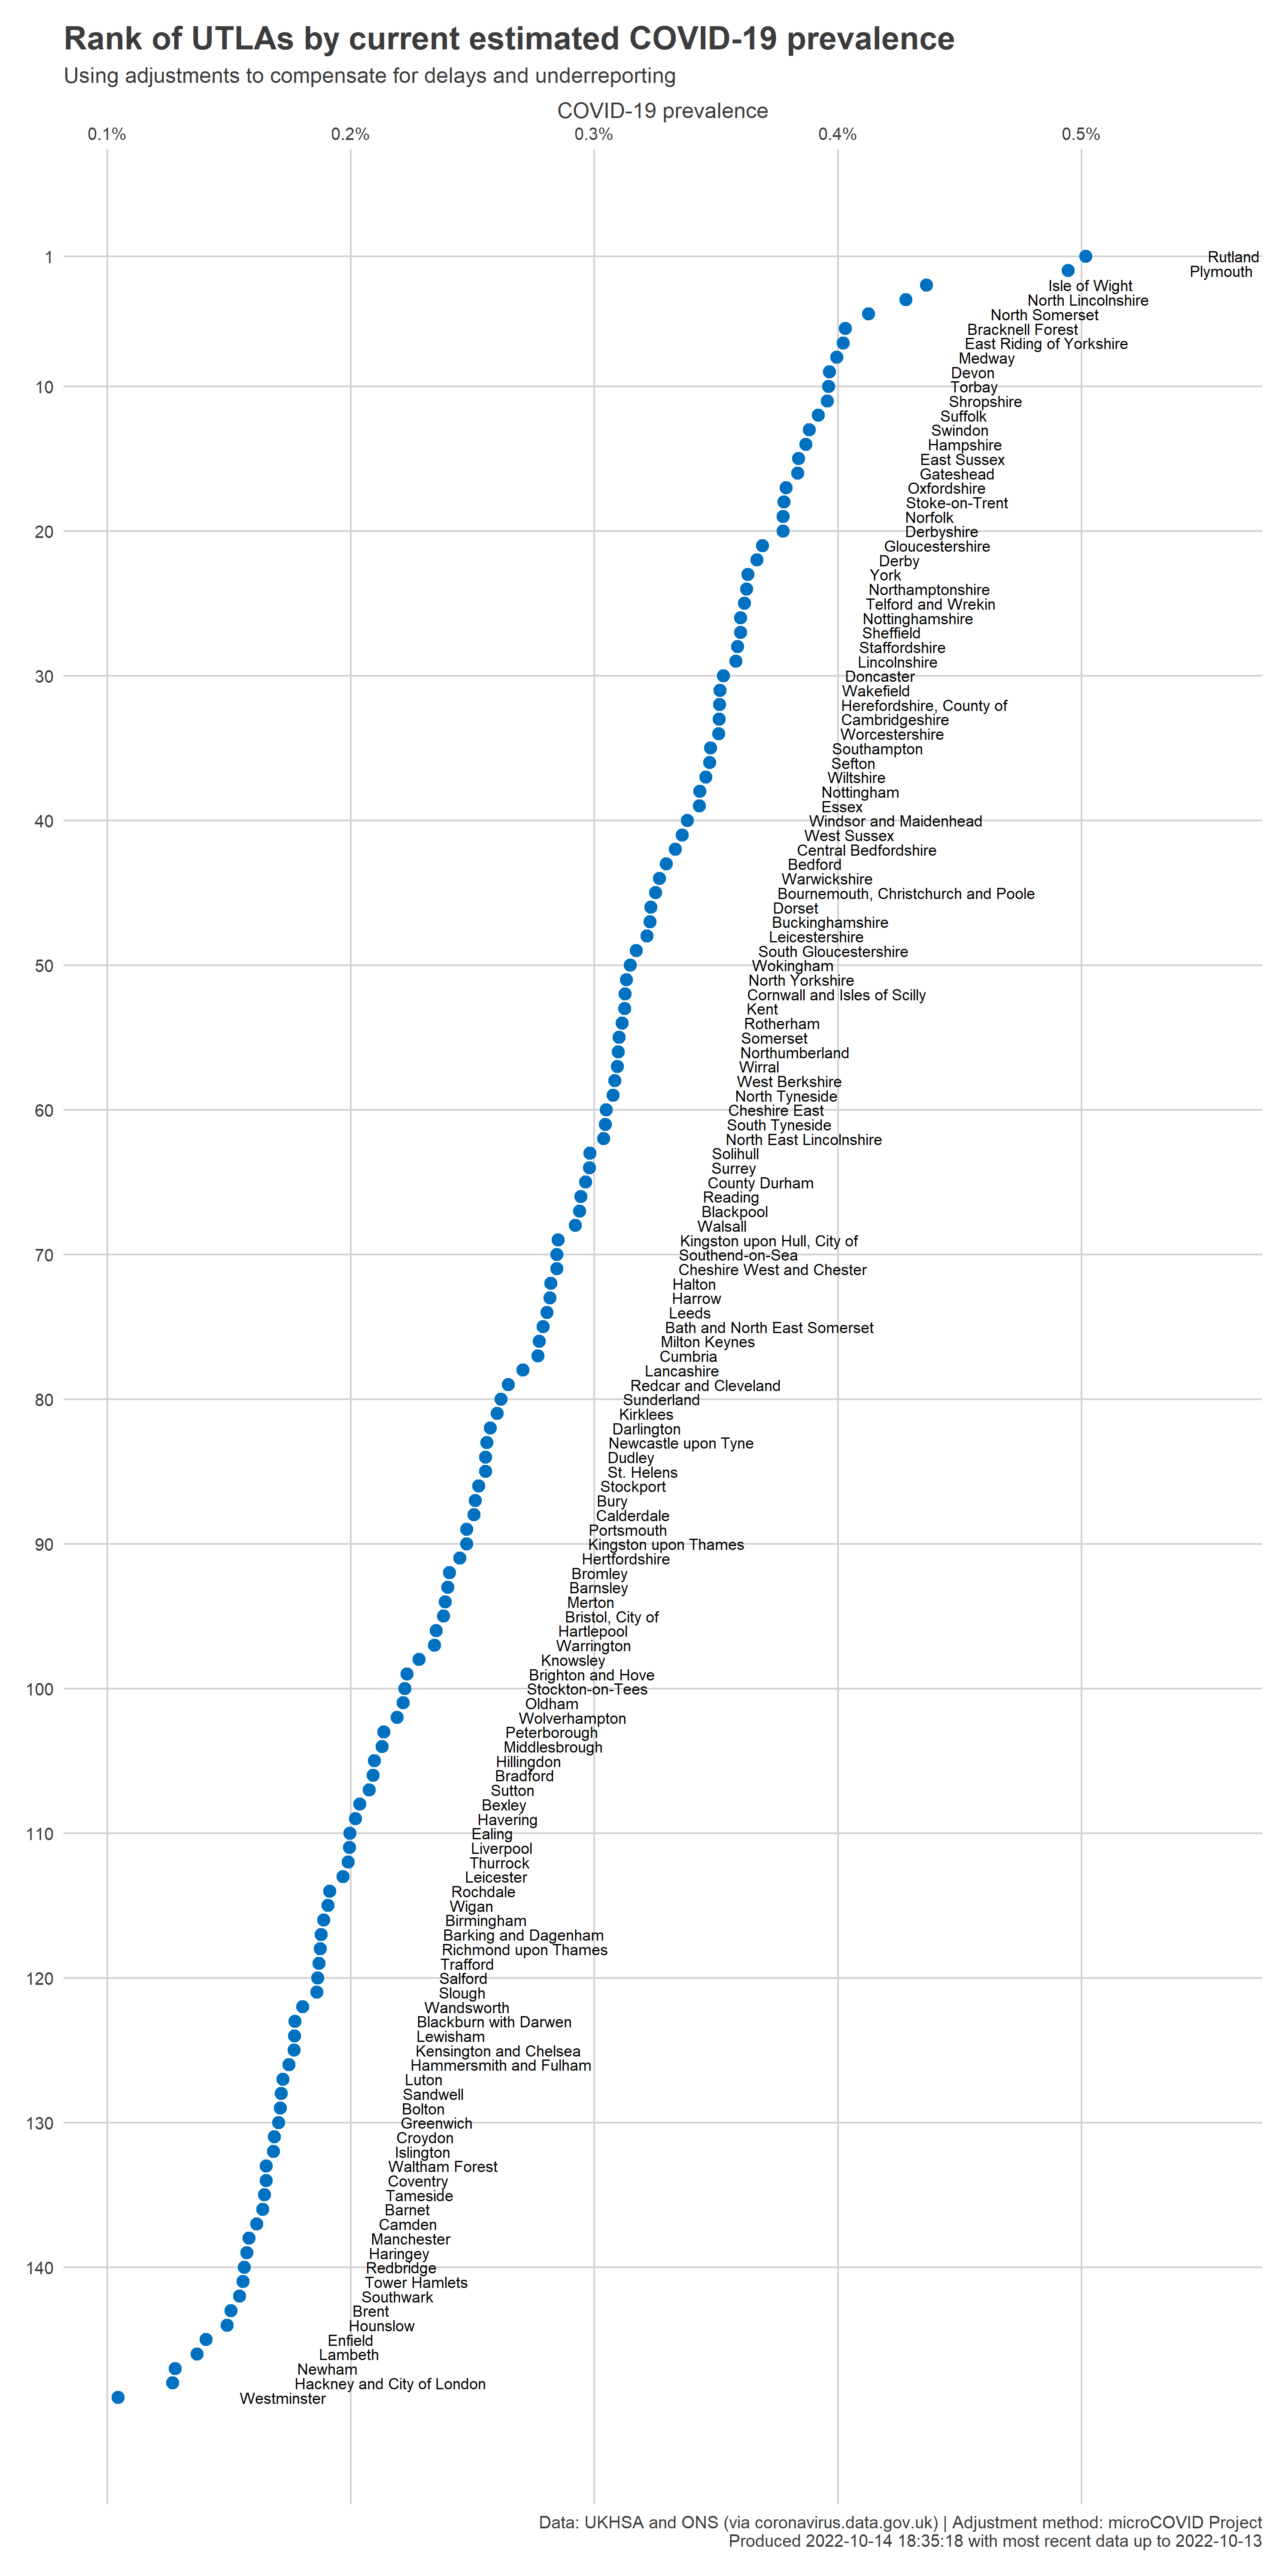 Rank of UTLAs by current estimated COVID-19 prevalence
Using adjustments to compensate for delays and underreporting
COVID-19 prevalence
0.1% 0.2% 0.3% 0.4% 0.5%
1 Rutland
Plymouth
Isle of Wight
North Lincolnshire
North Somerset
Bracknell Forest
East Riding of Yorkshire
Medway
Devon
10 Torbay
Shropshire
Suffolk
Swindon
Hampshire
East Sussex
Gateshead
Oxfordshire
Stoke-on-Trent
Norfolk
20 Derbyshire
Gloucestershire
Derby
York
Northamptonshire
Telford and Wrekin
Nottinghamshire
Sheffield
Staffordshire
Lincolnshire
30 Doncaster
Wakefield
Herefordshire, County of
Cambridgeshire
Worcestershire
Southampton
Sefton
Wiltshire
Nottingham
Essex
40 Windsor and Maidenhead
West Sussex
Central Bedfordshire
Bedford
Warwickshire
Bournemouth, Christchurch and Poole
Dorset
Buckinghamshire
Leicestershire
South Gloucestershire
50 Wokingham
North Yorkshire
Cornwall and Isles of Scilly
Kent
Rotherham
Somerset
Northumberland
Wirral
West Berkshire
North Tyneside
60 Cheshire East
South Tyneside
North East Lincolnshire
Solihull
Surrey
County Durham
Reading
Blackpool
Walsall
Kingston upon Hull, City of
70 Southend-on-Sea
Cheshire West and Chester
Halton
Harrow
Leeds
Bath and North East Somerset
Milton Keynes
Cumbria
Lancashire
Redcar and Cleveland
80 Sunderland
Kirklees
Darlington
Newcastle upon Tyne
Dudley
St. Helens
Stockport
Bury
Calderdale
Portsmouth
90 Kingston upon Thames
Hertfordshire
Bromley
Barnsley
Merton
Bristol, City of
Hartlepool
Warrington
Knowsley
Brighton and Hove
100 Stockton-on-Tees
Oldham
Wolverhampton
Peterborough
Middlesbrough
Hillingdon
Bradford
Sutton
Bexley
Havering
110 Ealing
Liverpool
Thurrock
Leicester
Rochdale
Wigan
Birmingham
Barking and Dagenham
Richmond upon Thames
Trafford
120 Salford
Slough
Wandsworth
Blackburn with Darwen
Lewisham
Kensington and Chelsea
Hammersmith and Fulham
Luton
Sandwell
Bolton
130 Greenwich
Croydon
Islington
Waltham Forest
Coventry
Tameside
Barnet
Camden
Manchester
Haringey
140 Redbridge
Tower Hamlets
Southwark
Brent
Hounslow
Enfield
Lambeth
Newham
Hackney and City of London
Westminster
Data: UKHSA and ONS (via coronavirus.data.gov.uk) | Adjustment method: microCOVID Project
Produced 2022-10-14 18:35:18 with most recent data up to 2022-10-13